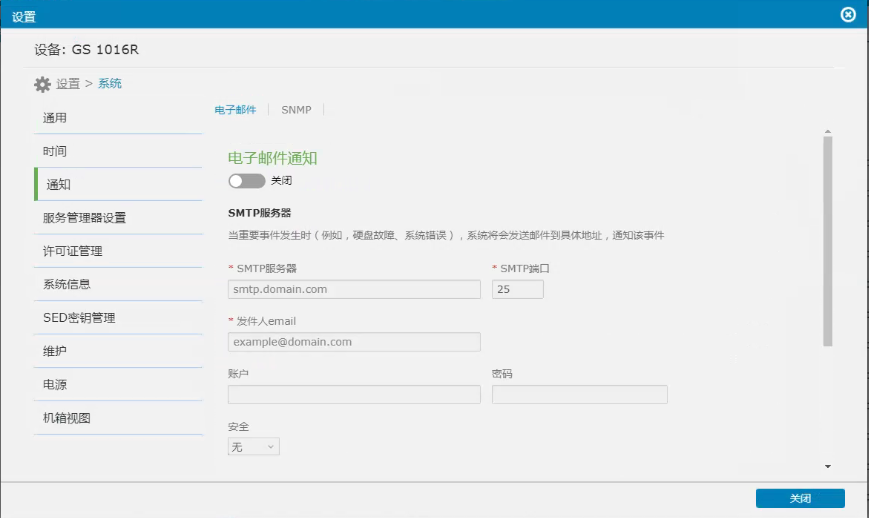 设置
设备: GS 1016R
设置 > 系统
通用
时间
通知
服务管理器设置
许可证管理
系统信息
SED密钥管理
维护
电源
机箱视图
电子邮件 SNMP
电子邮件通知
关闭
SMTP服务器
当重要事件发生时 ( 例如 , 硬盘故障、系统错误 ) , 系统将会发送邮件到具体地址 , 通知该事件
* SMTP服务器 * SMTP端口
smtp.domain.com 25
* 发件人email
example@domain.com
账户 密码
安全
无
关闭